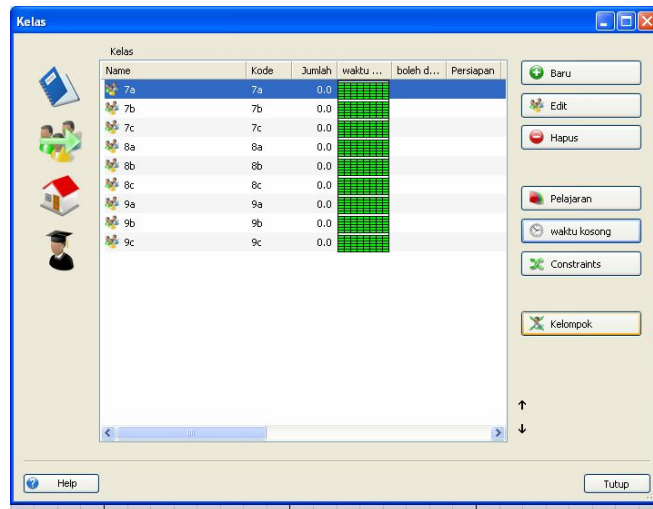 Kelas
Kelas
Name Kode Jumlah waktu ... boleh d... Persiapan
7a 7a 0.0
7b 7b 0.0
7c 7c 0.0
8a 8a 0.0
8b 8b 0.0
8c 8c 0.0
9a 9a 0.0
9b 9b 0.0
9c 9c 0.0
Baru
Edit
Hapus
Pelajaran
waktu kosong
Constraints
Kelompok
Help
Tutup